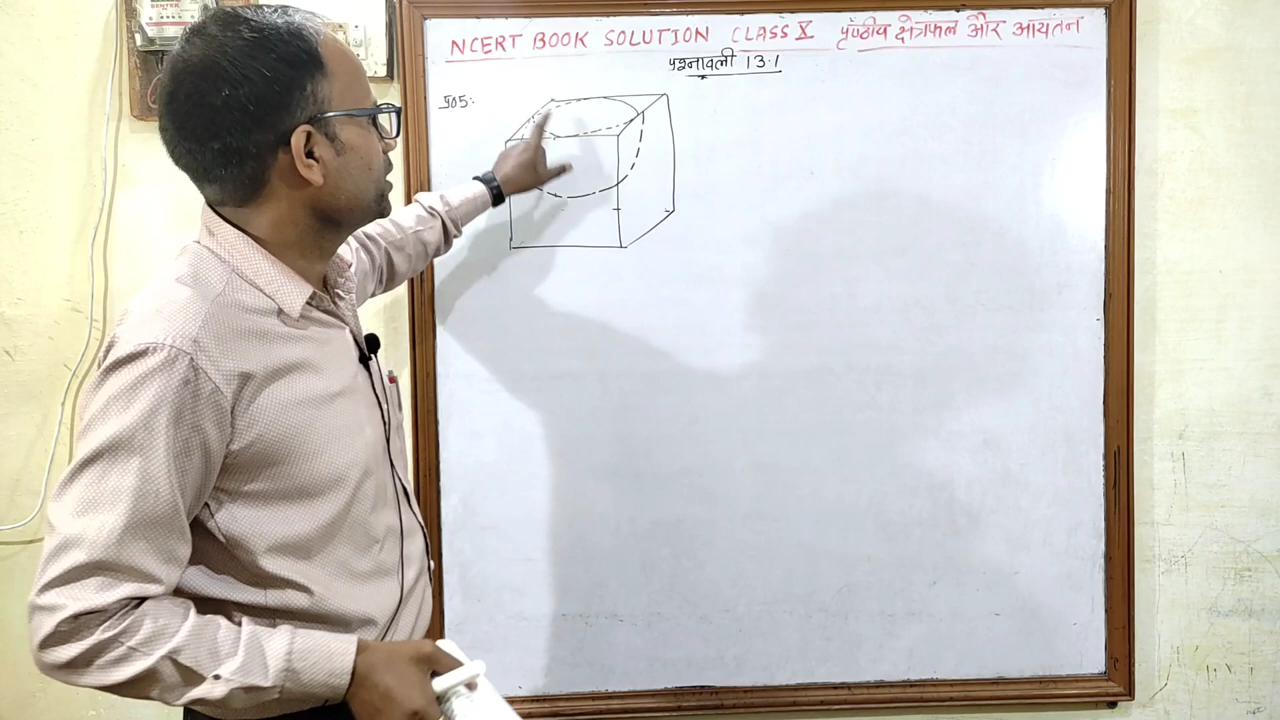 NCERT BOOK SOLUTION CLASS X पृष्ठीय क्षेत्रफल और आयतन
प्रश्नावली 13.1
प्र05: